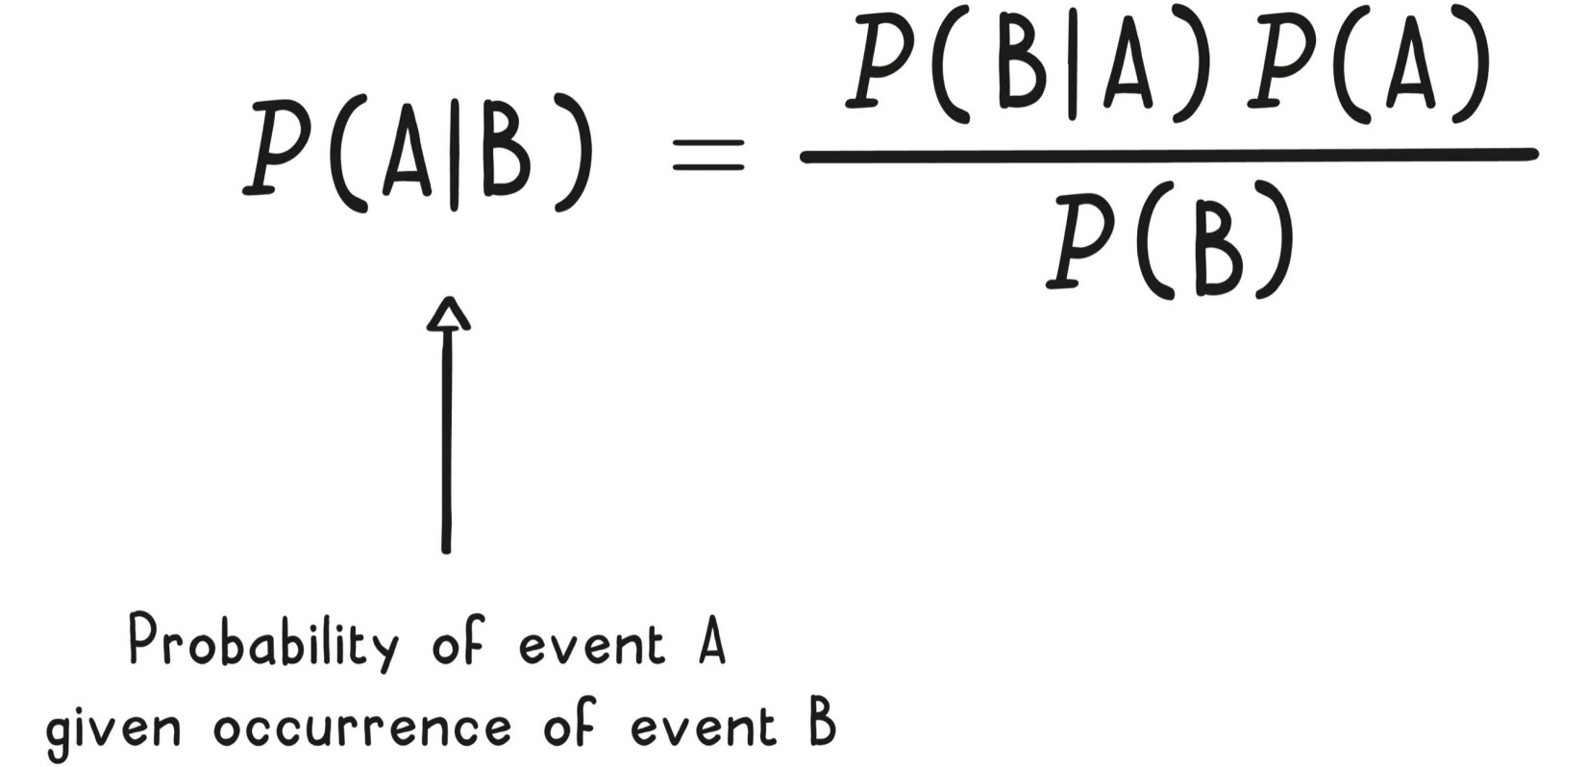 P(A|B) = P(B|A) P(A)
P(B)
Probability of event A
given occurrence of event B